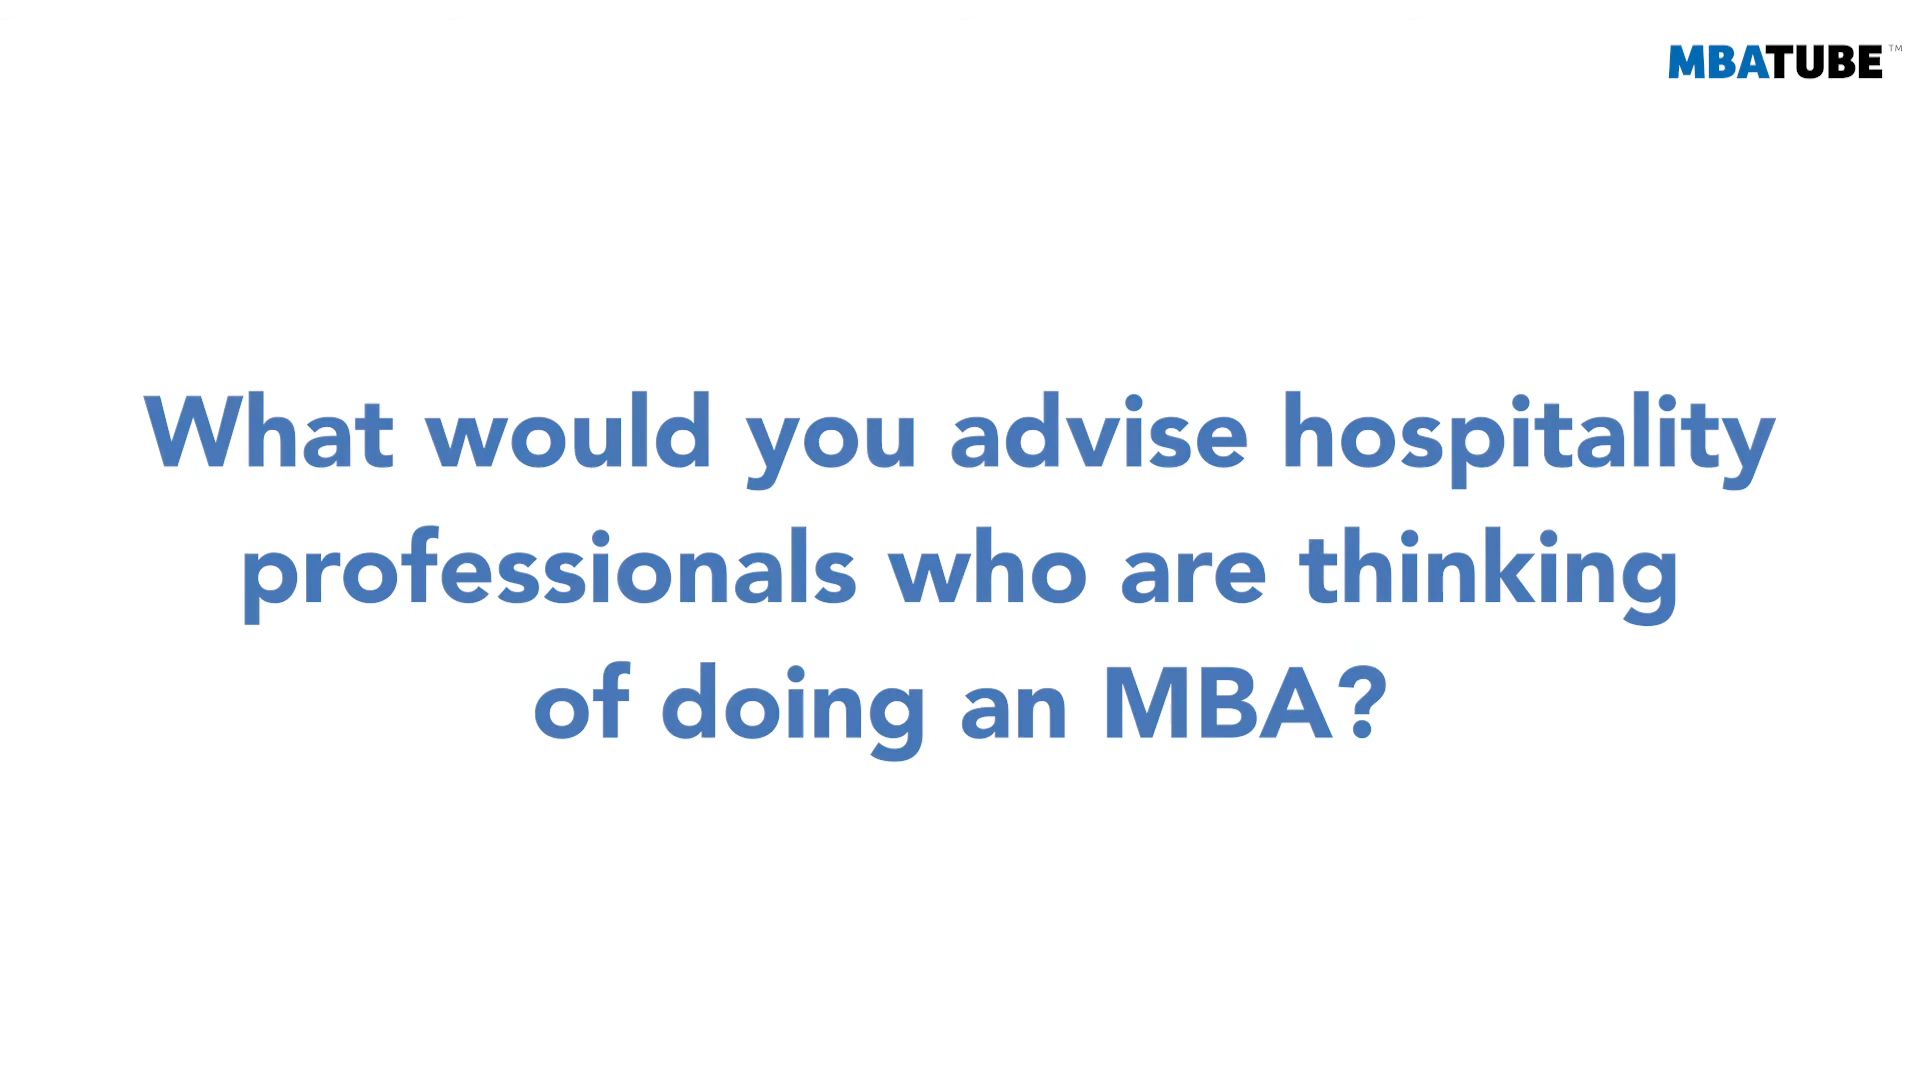 MBATUBE™
What would you advise hospitality
professionals who are thinking
of doing an MBA?